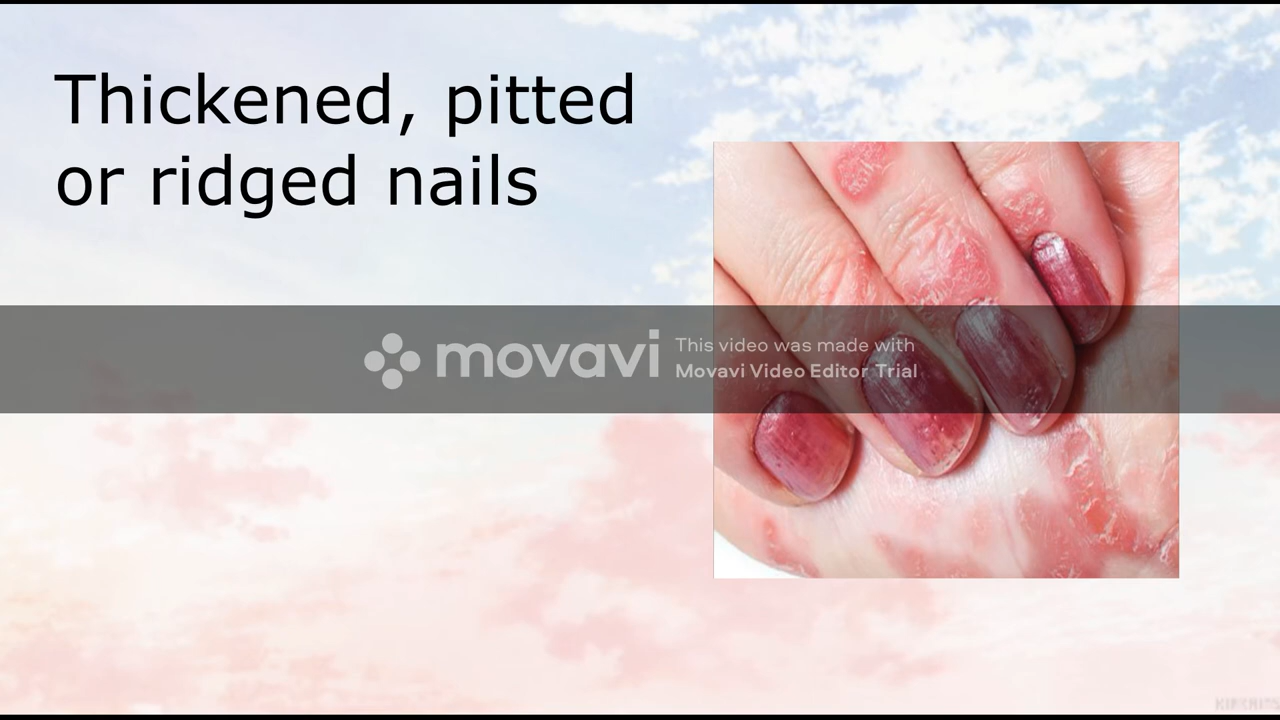 Thickened, pitted
or ridged nails
movavi
This video was made with
Movavi Video Editor Trial